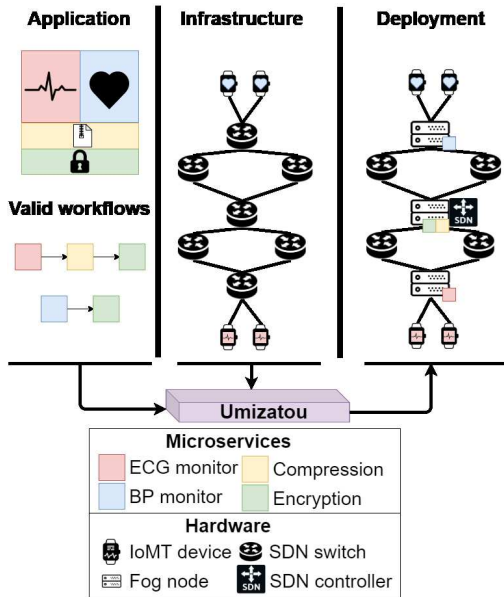 Application
Infrastructure
Deployment
Valid workflows
SDN
Umizatou
Microservices
ECG monitor
Compression
BP monitor
Encryption
Hardware
IoMT device
SDN switch
Fog node
SDN
SDN controller